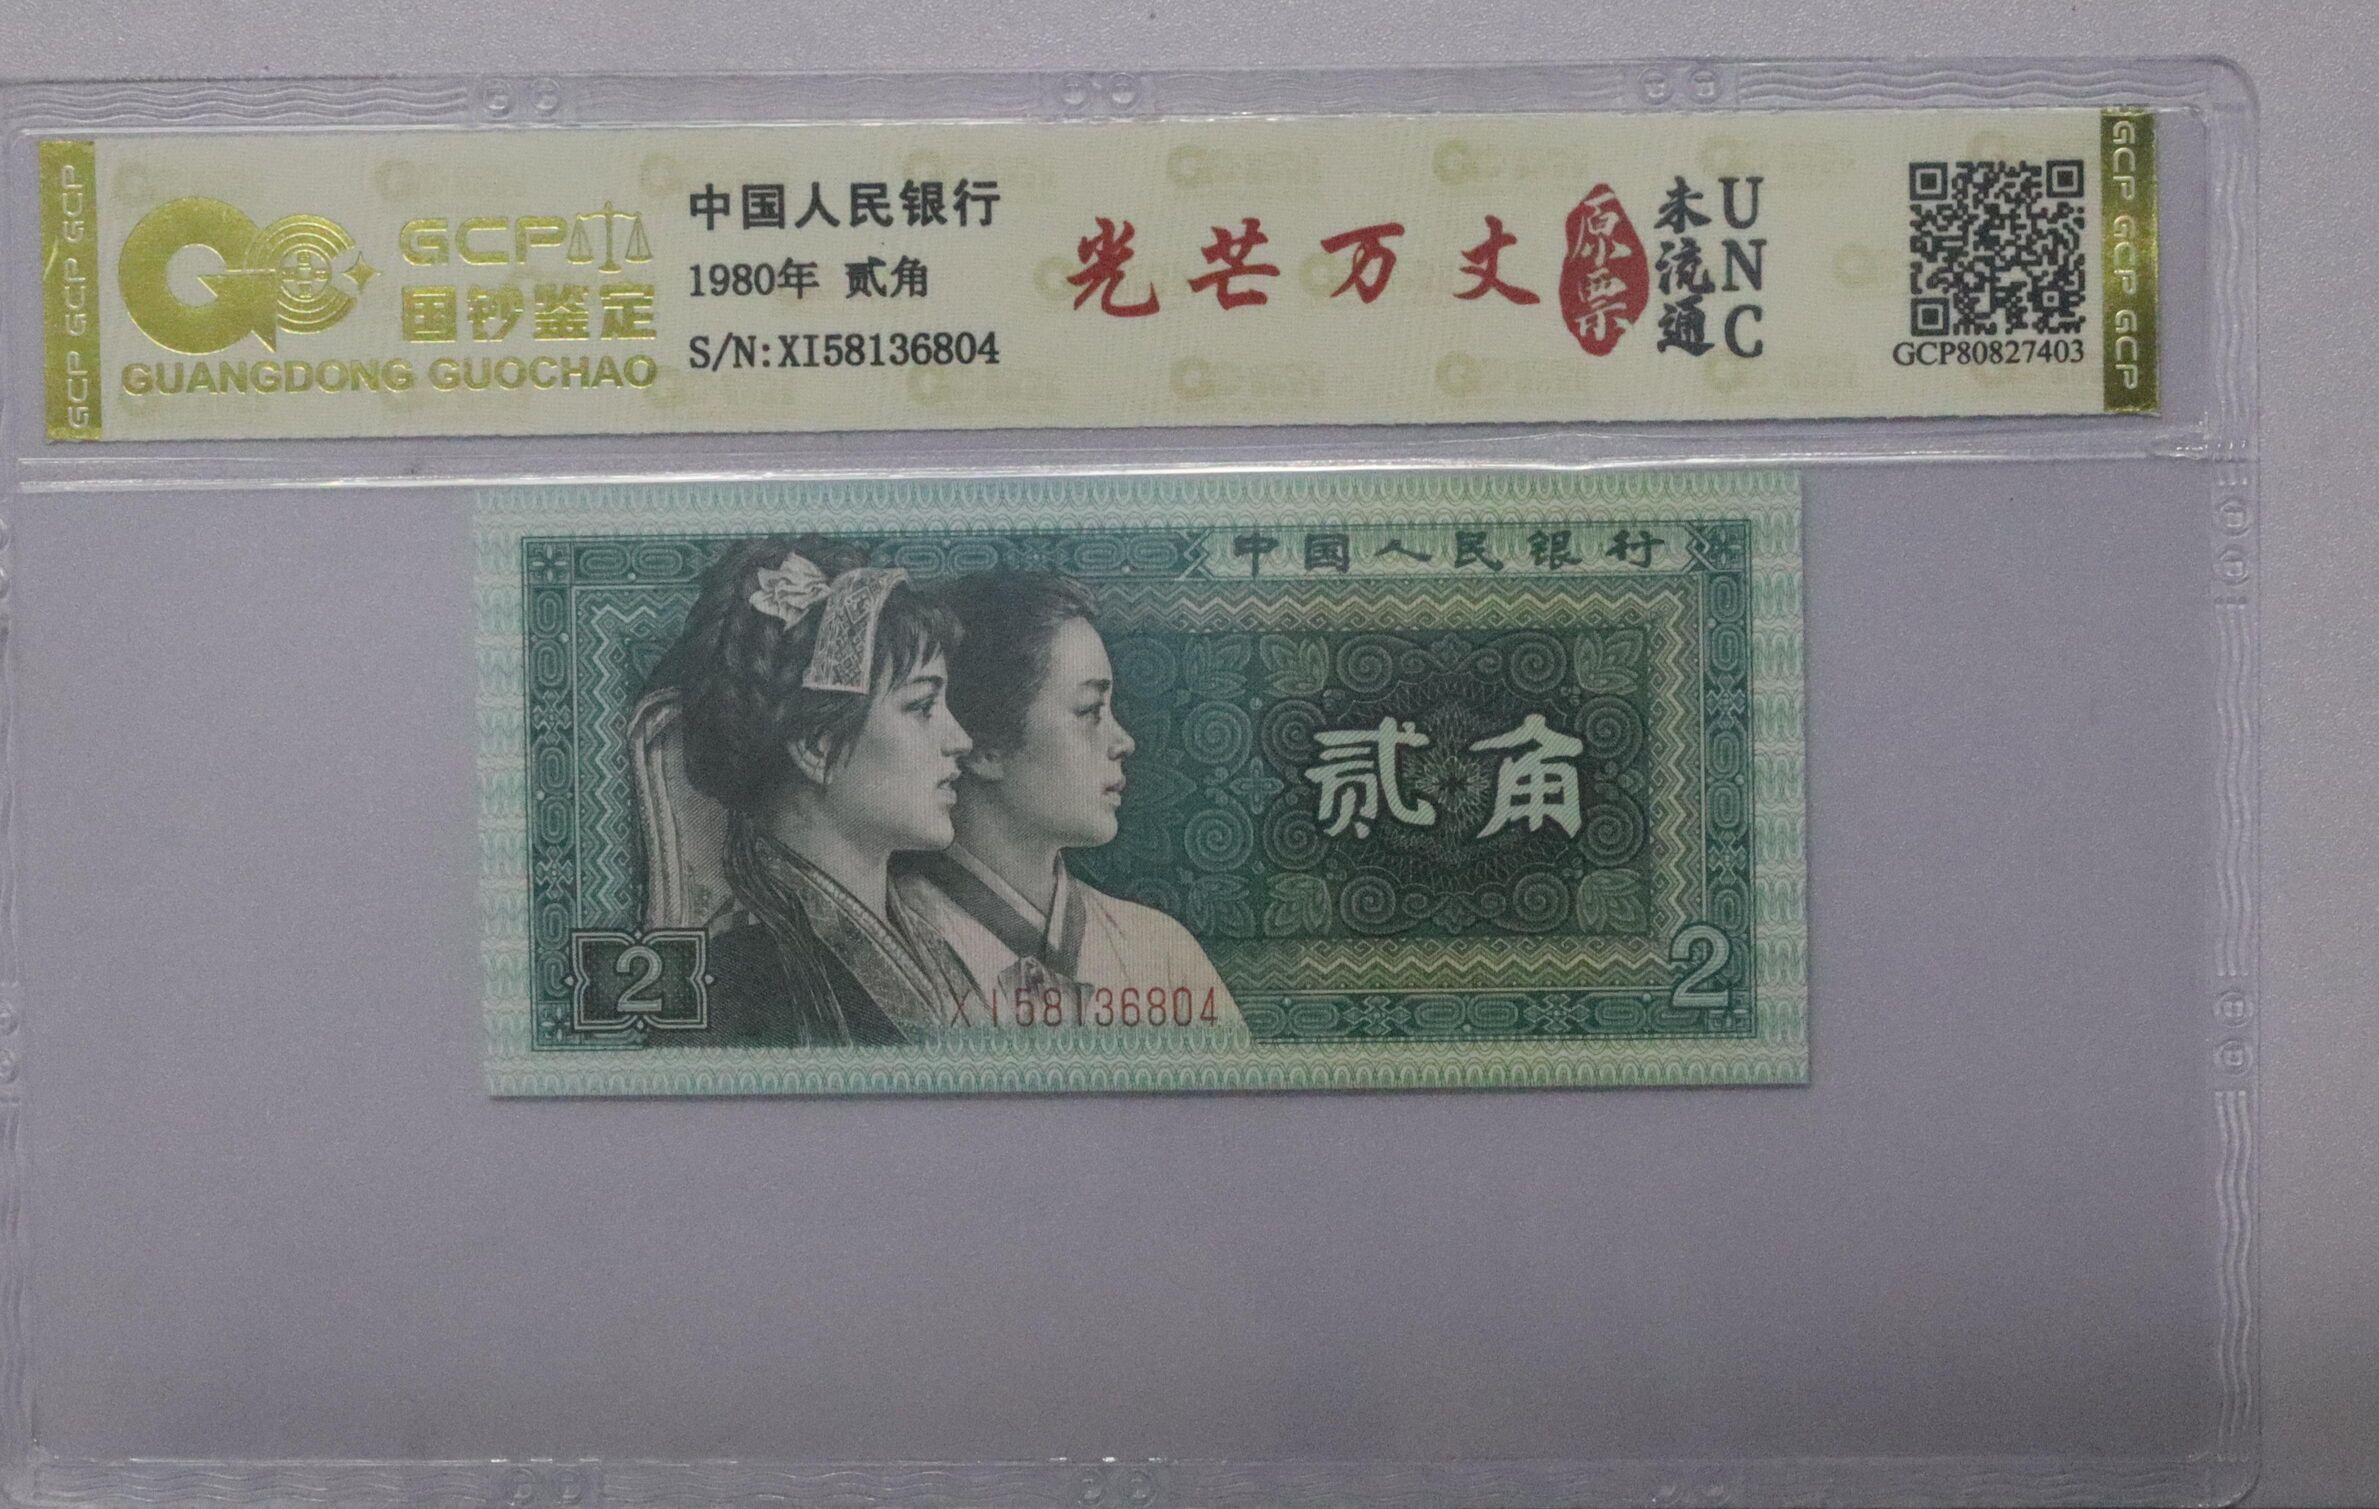 GCP GCP GCP
GCP
国钞鉴定
GUANGDONG GUOCHAO
中国人民银行
1980年 贰角
S/N:XI58136804
光芒万丈
原票
未流通
UNC
GCP80827403
GCP GCP GCP
中国人民银行
贰角
2
XI58136804
2